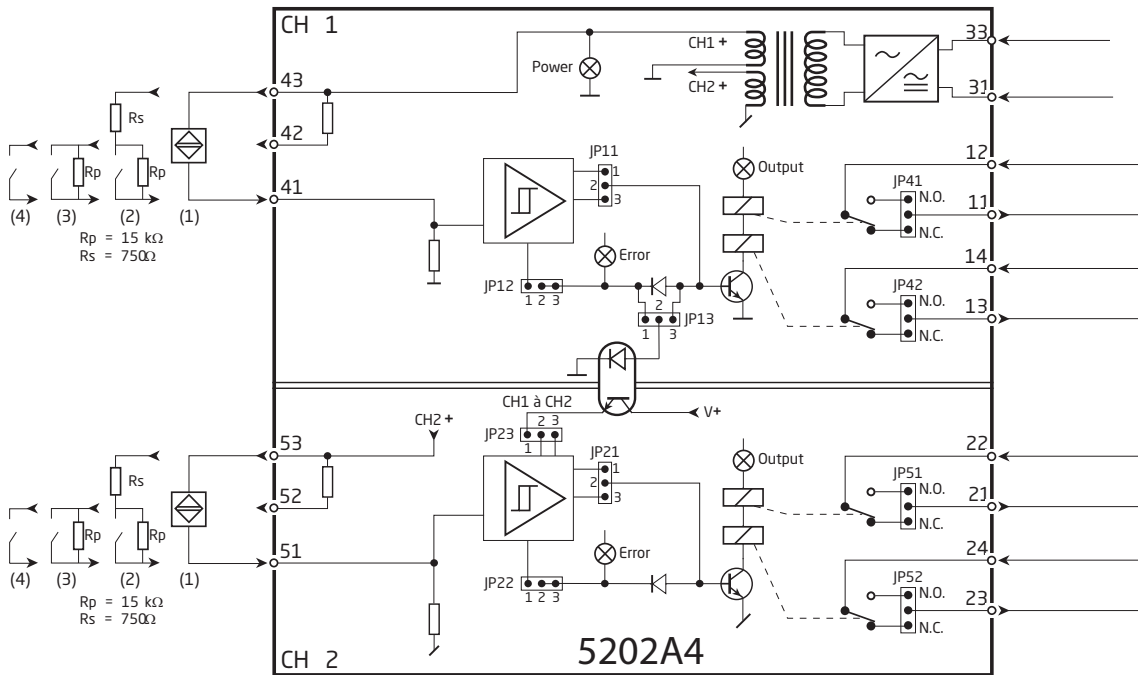 CH 1
33
CH1 +
Power
CH2 +
43
31
Rs
42
12
JP11
Output
1
JP41
N.O.
Rp
Rp
41
2
11
3
N.C.
(4) (3) (2) (1)
Rp = 15 kΩ
Rs = 750Ω
Error
14
JP12
JP42
1 2 3
2
N.O.
JP13
13
1 3
N.C.
CH1 à CH2
V+
CH2 +
2 3
JP23
1
53
JP21
Output
22
Rs
1
JP51
N.O.
52
2
21
3
N.C.
Rp
Rp
51
Error
24
(4) (3) (2) (1)
JP22
1 2 3
JP52
N.O.
Rp = 15 kΩ
Rs = 750Ω
23
N.C.
CH 2
5202A4